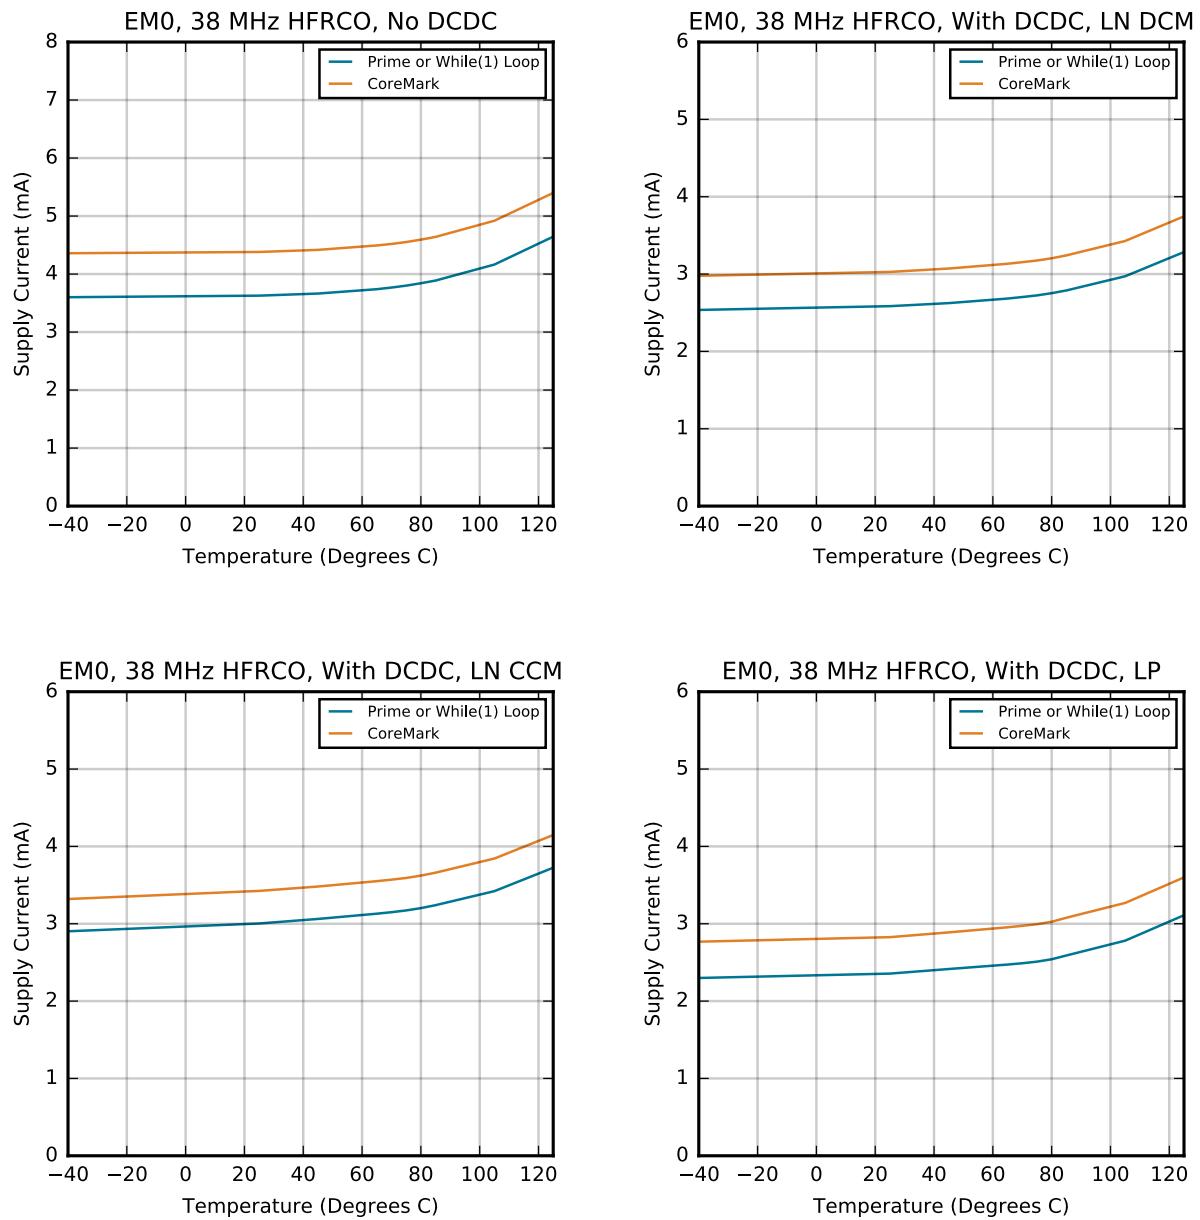 EM0, 38 MHz HFRCO, No DCDC
8
7
6
5
4
3
2
1
0
Supply Current (mA)
Prime or While(1) Loop
CoreMark
−40 −20 0 20 40 60 80 100 120
Temperature (Degrees C)
EM0, 38 MHz HFRCO, With DCDC, LN DCM
6
5
4
3
2
1
0
Supply Current (mA)
Prime or While(1) Loop
CoreMark
−40 −20 0 20 40 60 80 100 120
Temperature (Degrees C)
EM0, 38 MHz HFRCO, With DCDC, LN CCM
6
5
4
3
2
1
0
Supply Current (mA)
Prime or While(1) Loop
CoreMark
−40 −20 0 20 40 60 80 100 120
Temperature (Degrees C)
EM0, 38 MHz HFRCO, With DCDC, LP
6
5
4
3
2
1
0
Supply Current (mA)
Prime or While(1) Loop
CoreMark
−40 −20 0 20 40 60 80 100 120
Temperature (Degrees C)